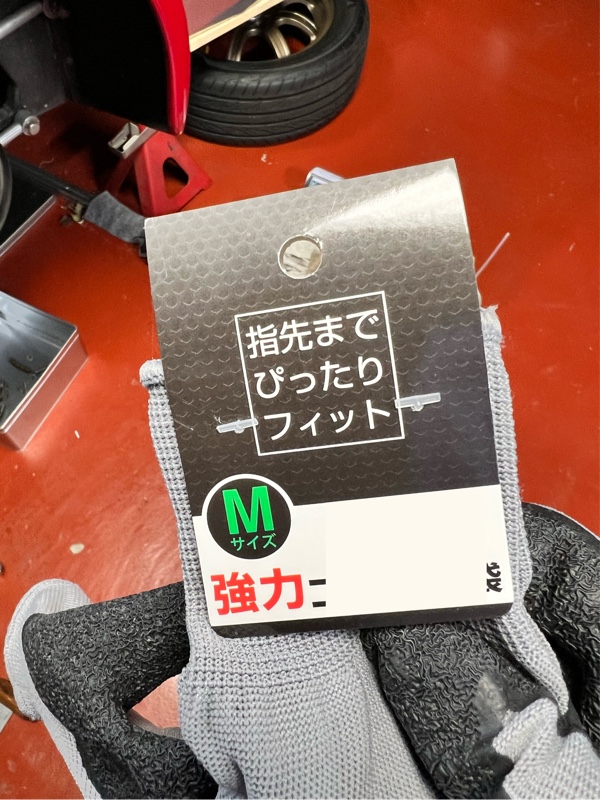 指先まで
ぴったり
フィット
M
サイズ
強力